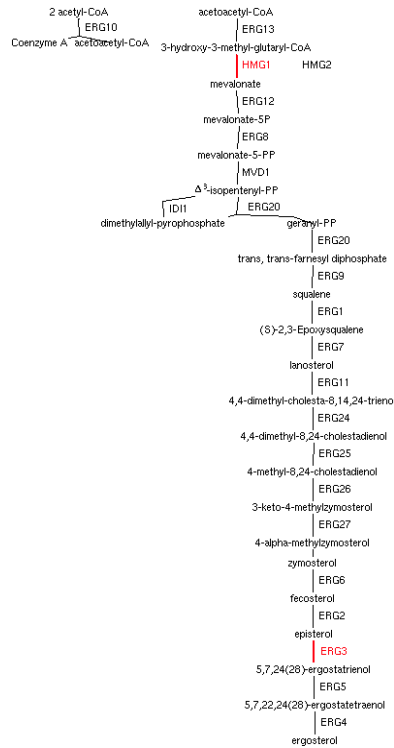 2 acetyl-CoA
ERG10
Coenzyme A acetoacetyl-CoA
acetoacetyl-CoA
ERG13
3-hydroxy-3-methyl-glutaryl-CoA
HMG1 HMG2
mevalonate
ERG12
mevalonate-5P
ERG8
mevalonate-5-PP
MVD1
Δ3-isopentenyl-PP
IDI1 ERG20
dimethylallyl-pyrophosphate geranyl-PP
ERG20
trans, trans-farnesyl diphosphate
ERG9
squalene
ERG1
(S)-2,3-Epoxysqualene
ERG7
lanosterol
ERG11
4,4-dimethyl-cholesta-8,14,24-trieno
ERG24
4,4-dimethyl-8,24-cholestadienol
ERG25
4-methyl-8,24-cholestadienol
ERG26
3-keto-4-methylzymosterol
ERG27
4-alpha-methylzymosterol
zymosterol
ERG6
fecosterol
ERG2
episterol
ERG3
5,7,24(28)-ergostatrienol
ERG5
5,7,22,24(28)-ergostatetraenol
ERG4
ergosterol